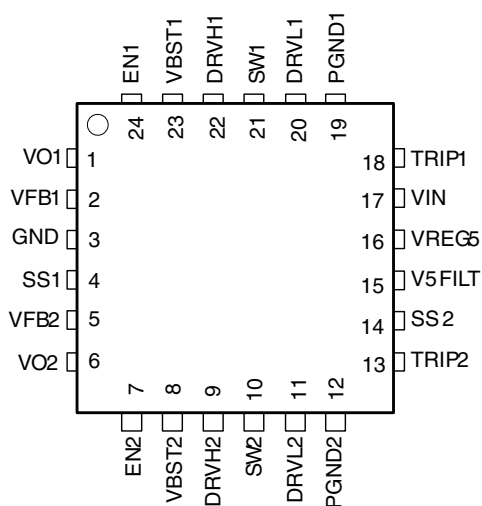 EN1
VBST1
DRVH1
SW1
DRVL1
PGND1
24
23
22
21
20
19
VO1 1
VFB1 2
GND 3
SS1 4
VFB2 5
VO2 6
18 TRIP1
17 VIN
16 VREG5
15 V5FILT
14 SS2
13 TRIP2
7
8
9
10
11
12
EN2
VBST2
DRVH2
SW2
DRVL2
PGND2